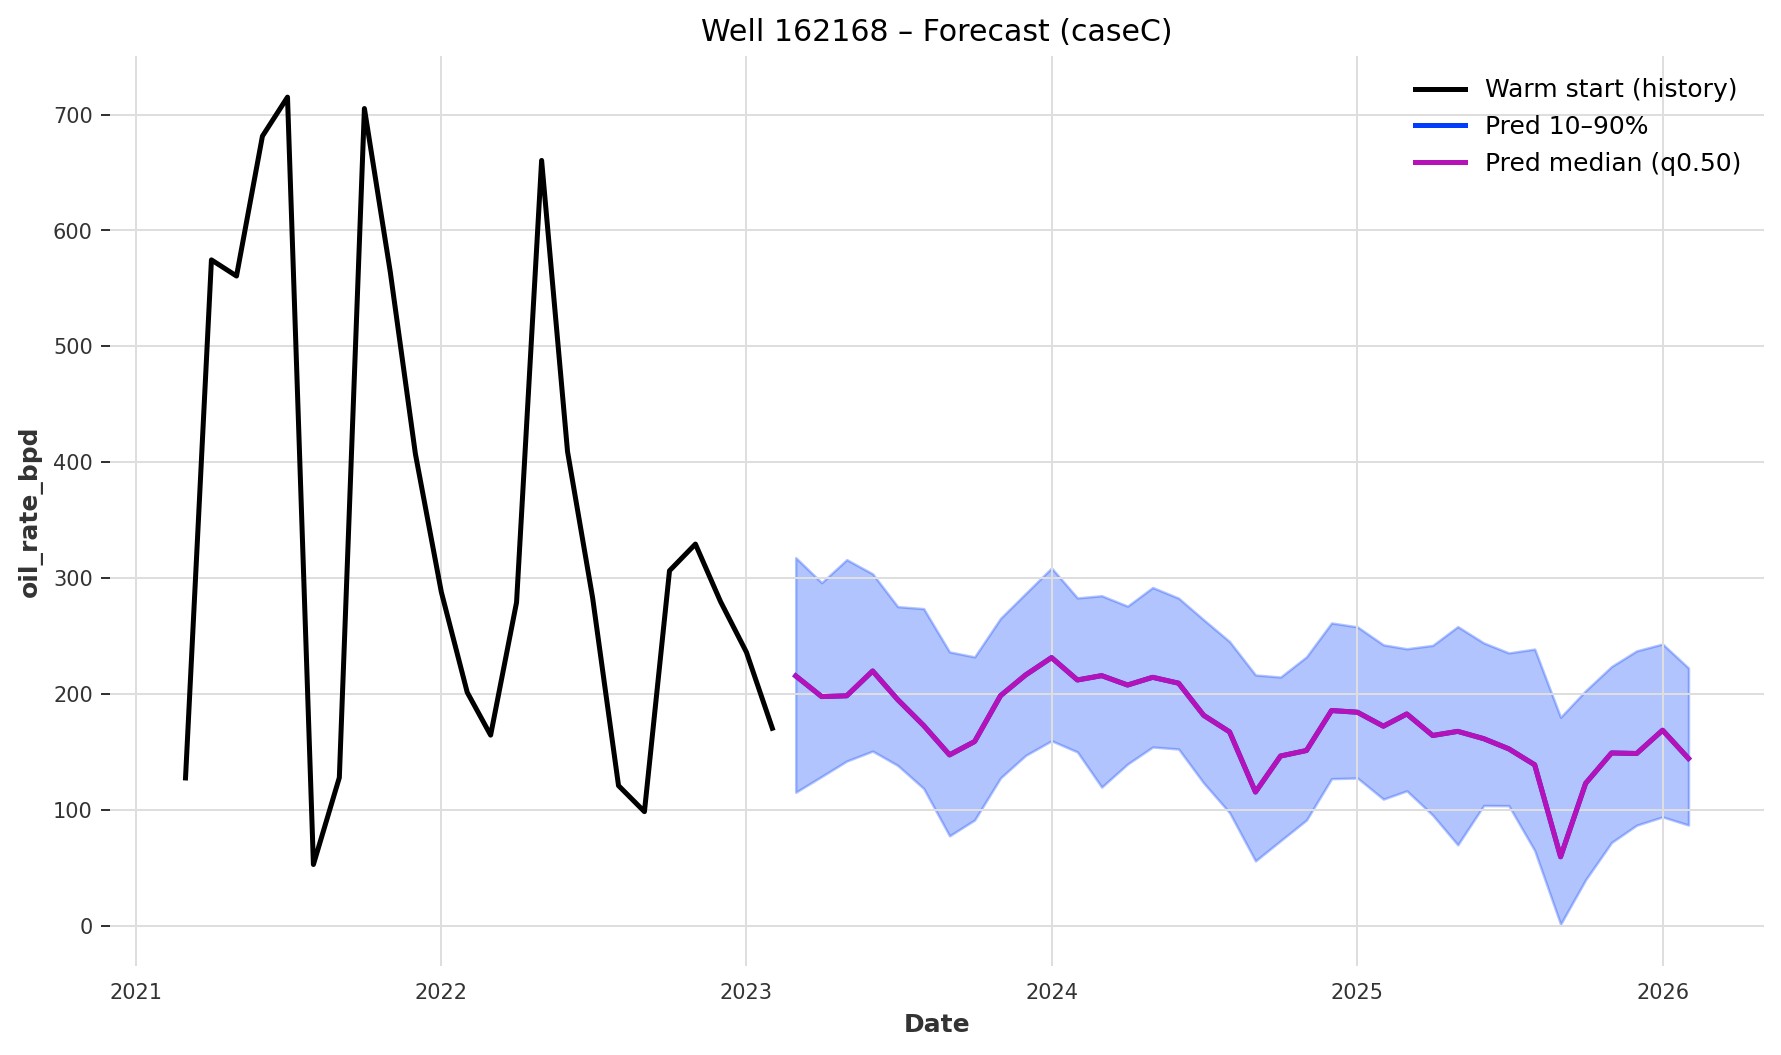 Well 162168 – Forecast (caseC)
Warm start (history)
Pred 10–90%
Pred median (q0.50)
oil_rate_bpd
700
600
500
400
300
200
100
0
2021 2022 2023 2024 2025 2026
Date